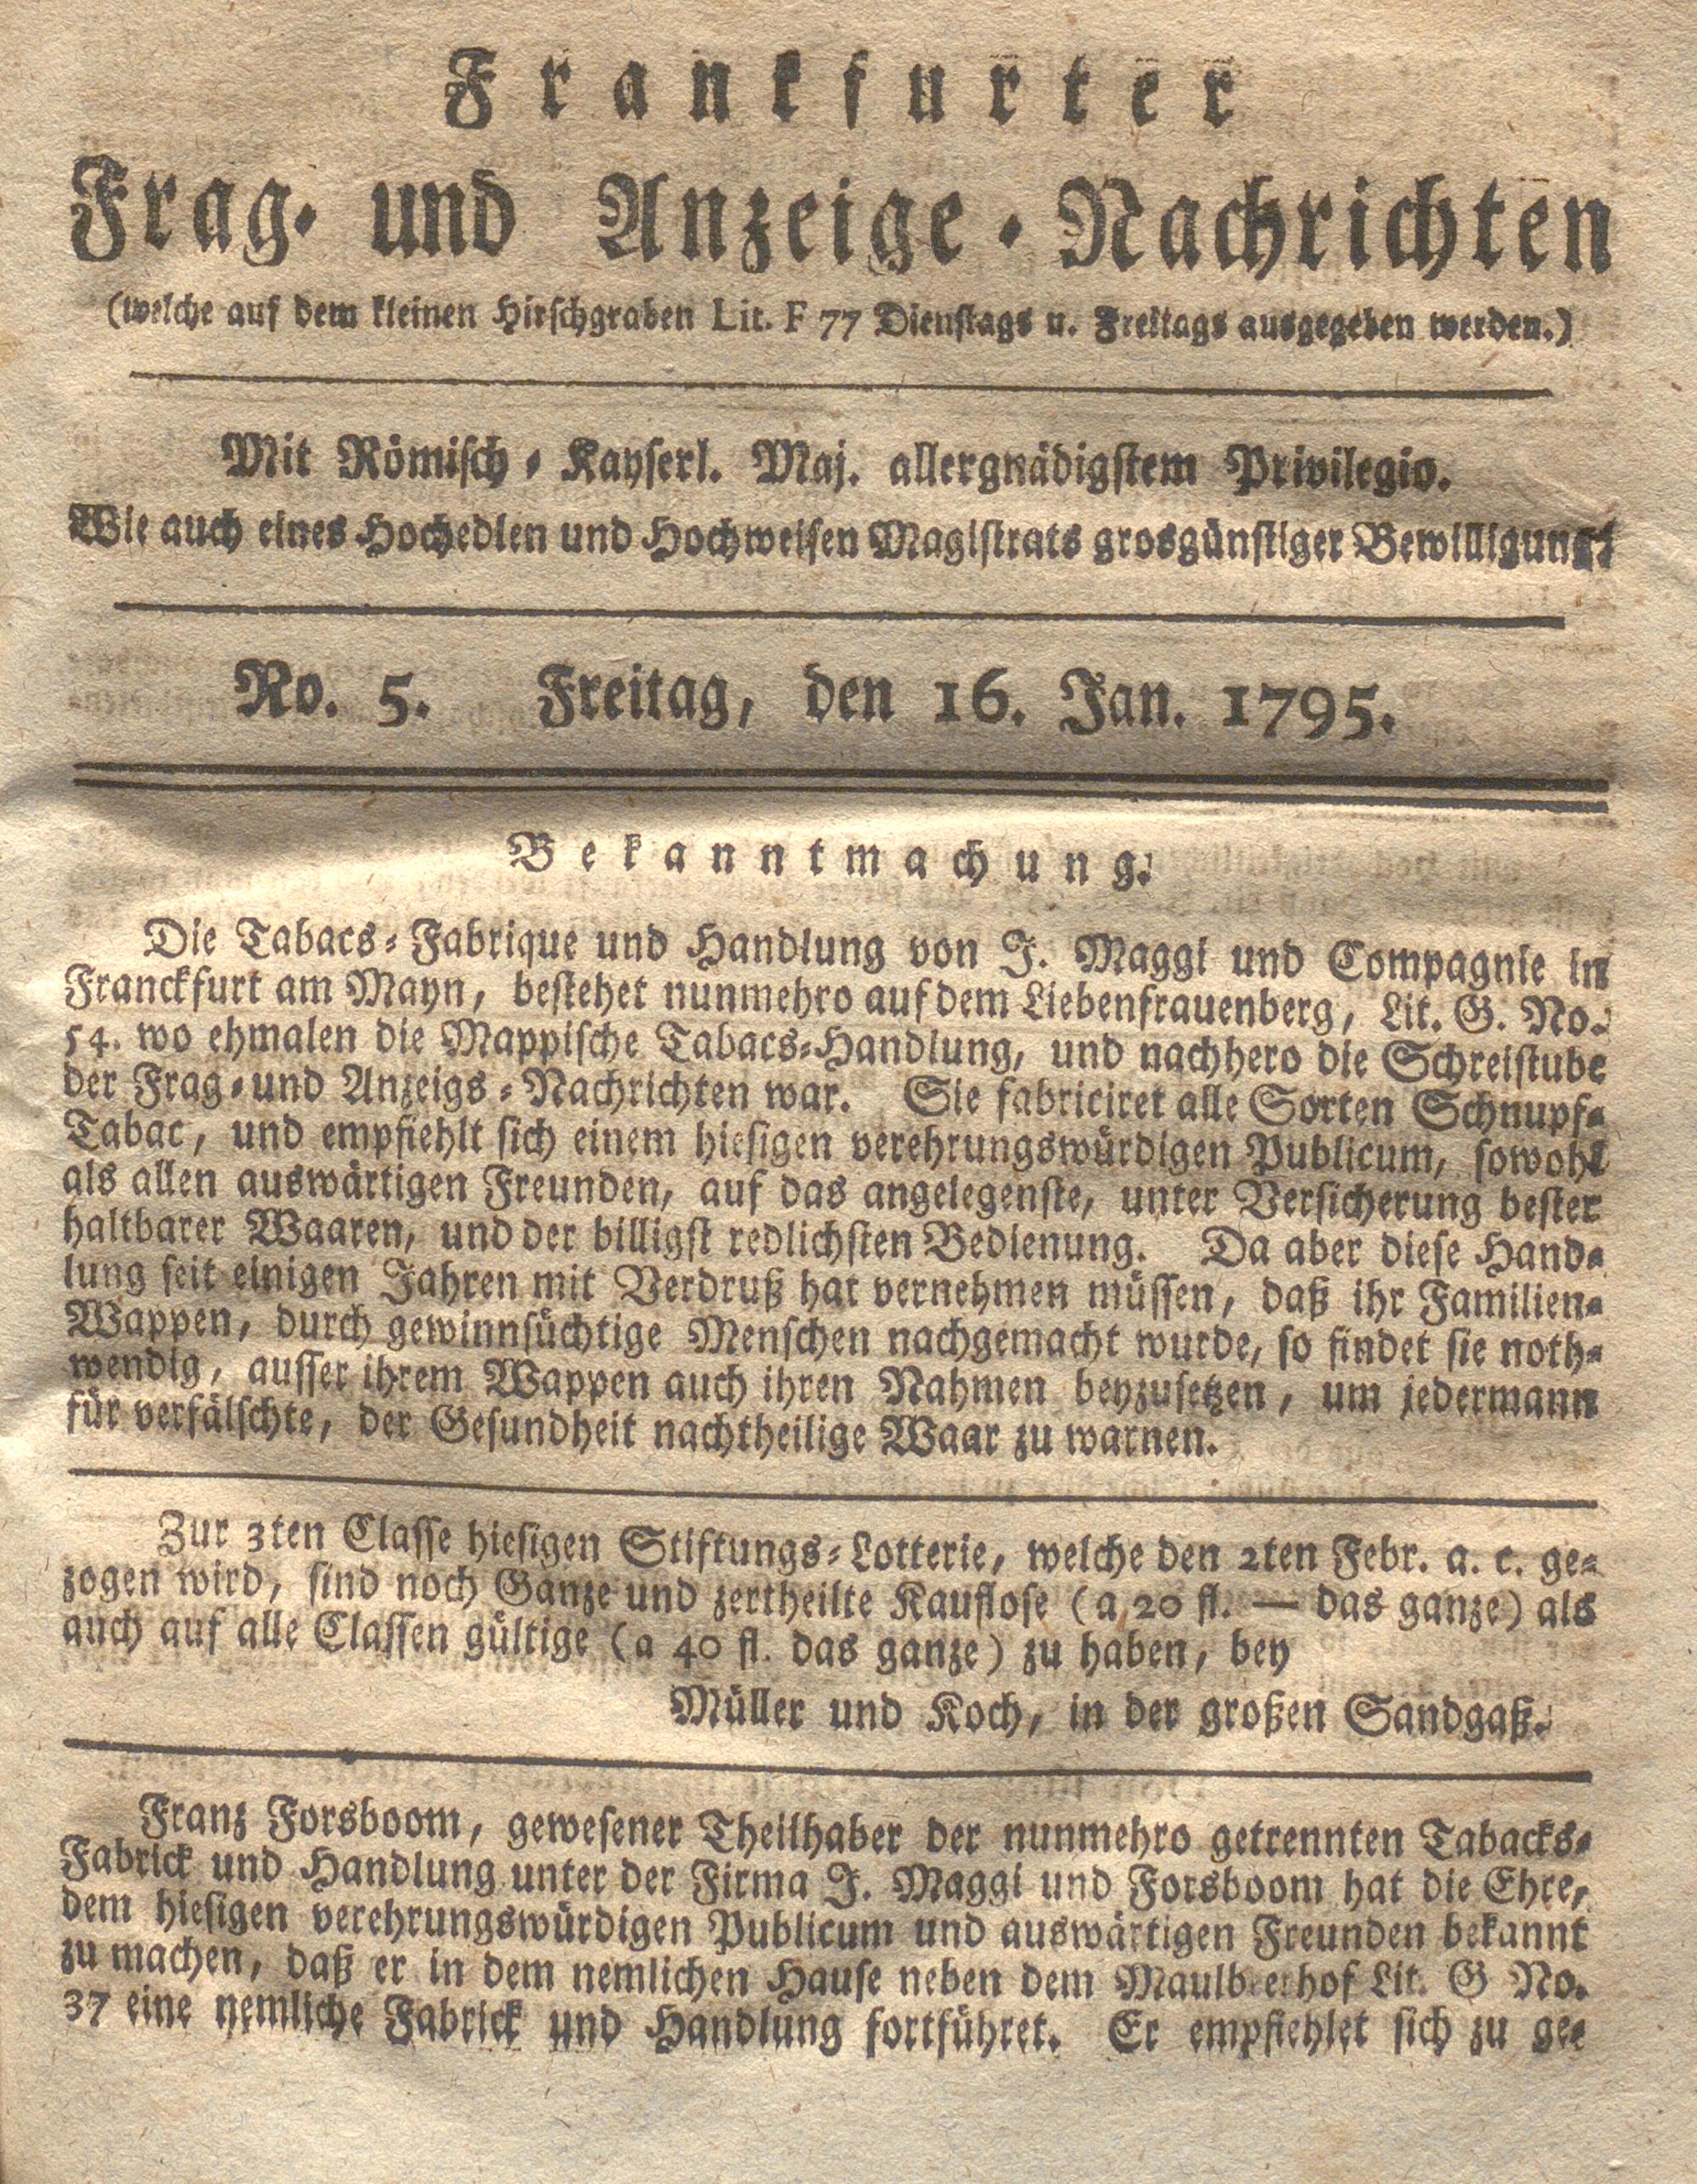 Frankfurter
Frag- und Anzeige-Nachrichten
(welche auf dem kleinen Hirschgraben Lit. F 77 Dienstags u. Freitags ausgegeben werden.)
Mit Römisch-Kayserl. Maj. allergnädigstem Privilegio.
Wie auch eines Hochedlen und Hochweisen Magistrats grosgünstiger Bewilligung.
No. 5. Freitag, den 16. Jan. 1795.
Bekanntmachung.
Die Tabacs-Fabrique und Handlung von J. Maggi und Compagnie in
Franckfurt am Mayn, bestehet nunmehro auf dem Liebenfrauenberg, Lit. G. No.
54. wo ehmalen die Mappische Tabacs-Handlung, und nachhero die Schreistube
der Frag-und Anzeigs-Nachrichten war. Sie fabriciret alle Sorten Schnupf-
Tabac, und empfiehlt sich einem hiesigen verehrungswürdigen Publicum, sowohl
als allen auswärtigen Freunden, auf das angelegenste, unter Versicherung bester
haltbarer Waaren, und der billigst redlichsten Bedienung. Da aber diese Hand-
lung seit einigen Jahren mit Verdruß hat vernehmen müssen, daß ihr Familien-
Wappen, durch gewinnsüchtige Menschen nachgemacht wurde, so findet sie noth-
wendig, ausser ihrem Wappen auch ihren Nahmen beyzusetzen, um jedermann
für verfälschte, der Gesundheit nachtheilige Waar zu warnen.
Zur 3ten Classe hiesigen Stiftungs-Lotterie, welche den 2ten Febr. a. c. ge-
zogen wird, sind noch Ganze und zertheilte Kauflose (a 20 fl. — das ganze) als
auch auf alle Classen gültige (a 40 fl. das ganze) zu haben, bey
Müller und Koch, in der großen Sandgaß.
Franz Forsboom, gewesener Theilhaber der nunmehro getrennten Tabacks-
Fabrick und Handlung unter der Firma J. Maggi und Forsboom hat die Ehre,
dem hiesigen verehrungswürdigen Publicum und auswärtigen Freunden bekannt
zu machen, daß er in dem nemlichen Hause neben dem Maulbeerhof Lit. G No.
37 eine nemliche Fabrick und Handlung fortführet. Er empfiehlet sich zu ge-